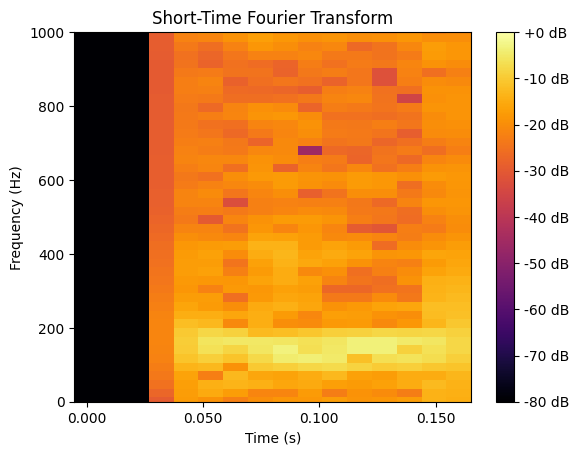 Short-Time Fourier Transform
Frequency (Hz)
1000
800
600
400
200
0
0.000
0.050
0.100
0.150
Time (s)
+0 dB
-10 dB
-20 dB
-30 dB
-40 dB
-50 dB
-60 dB
-70 dB
-80 dB